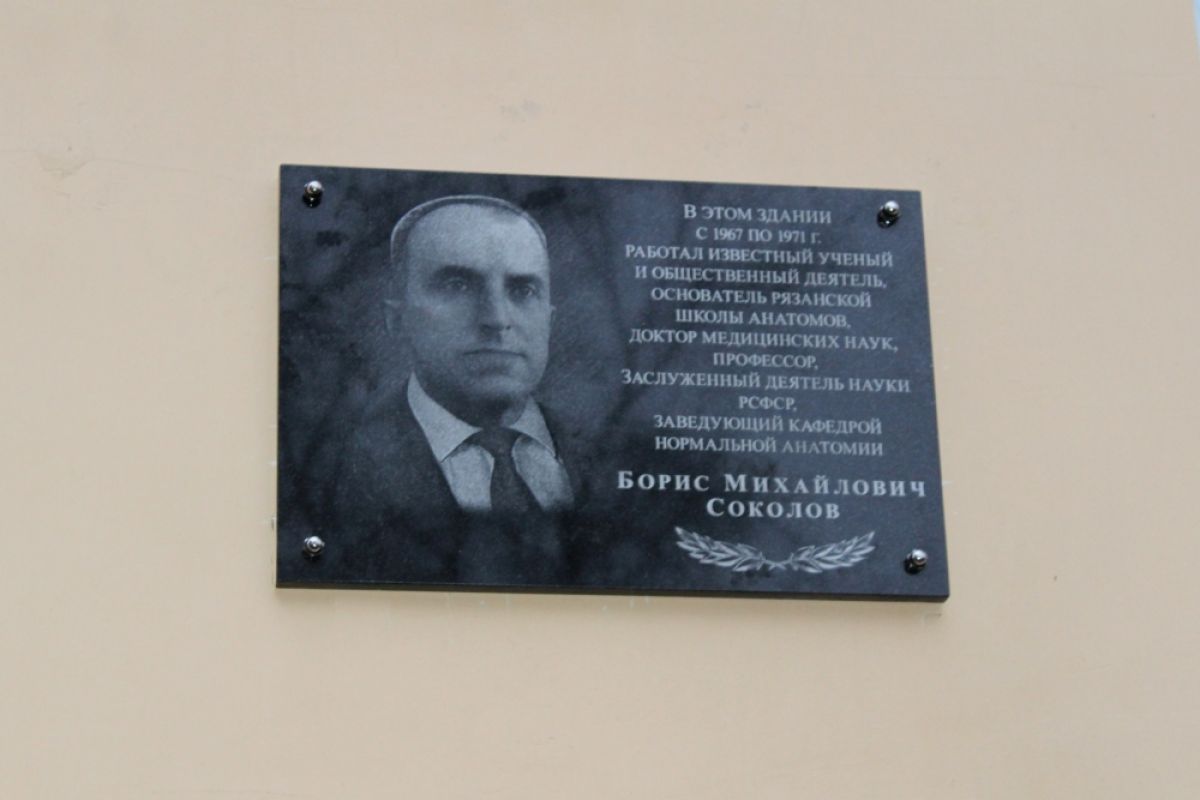 В ЭТОМ ЗДАНИИ
С 1967 ПО 1971 Г.
РАБОТАЛ ИЗВЕСТНЫЙ УЧЕНЫЙ
И ОБЩЕСТВЕННЫЙ ДЕЯТЕЛЬ,
ОСНОВАТЕЛЬ РЯЗАНСКОЙ
ШКОЛЫ АНАТОМОВ,
ДОКТОР МЕДИЦИНСКИХ НАУК,
ПРОФЕССОР,
ЗАСЛУЖЕННЫЙ ДЕЯТЕЛЬ НАУКИ
РСФСР,
ЗАВЕДУЮЩИЙ КАФЕДРОЙ
НОРМАЛЬНОЙ АНАТОМИИ
БОРИС МИХАЙЛОВИЧ
СОКОЛОВ